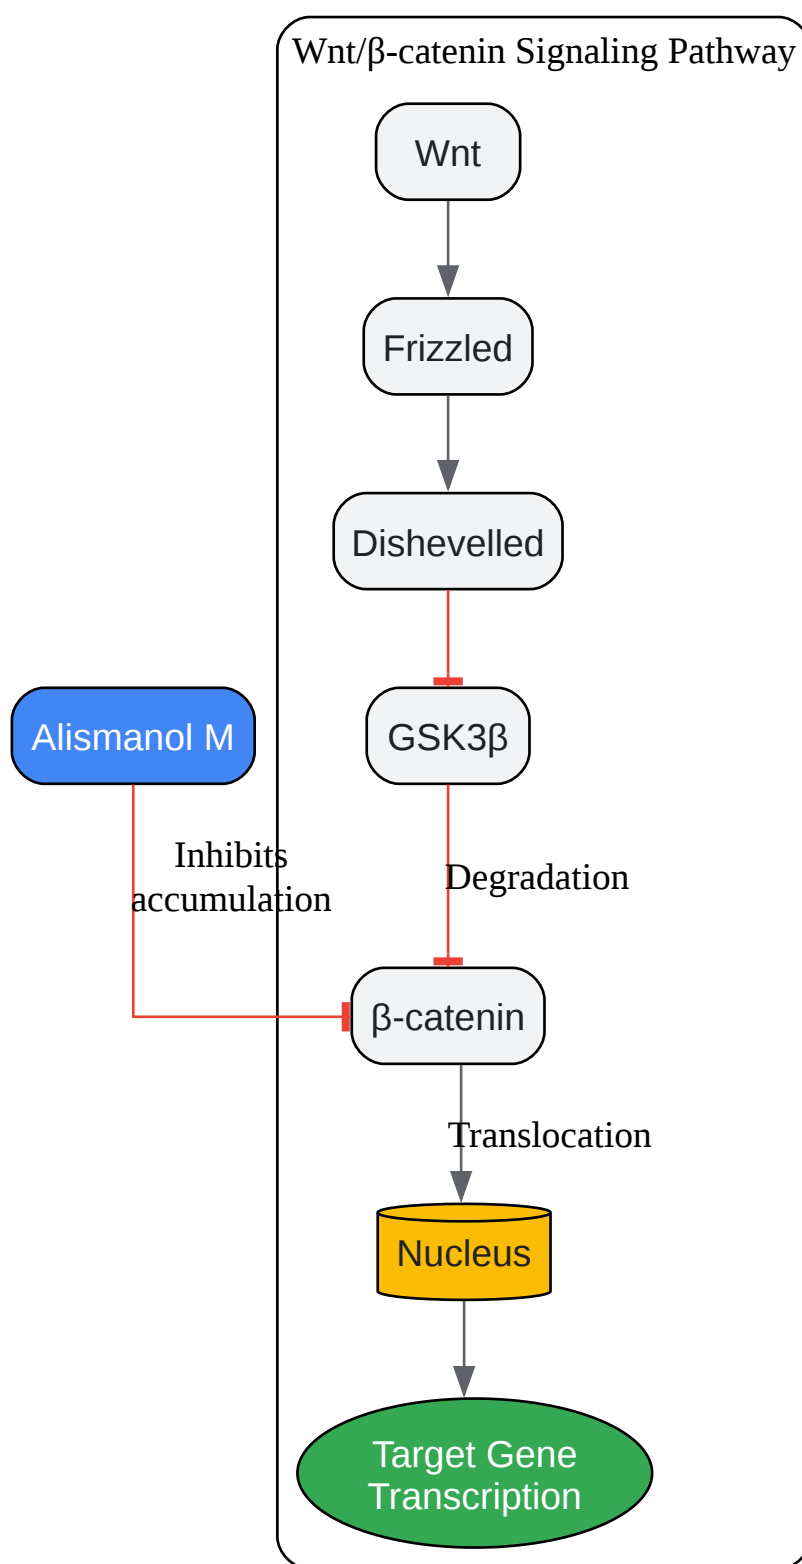 Wnt/β-catenin Signaling Pathway
Wnt
Frizzled
Dishevelled
Alismanol M
GSK3β
Inhibits
accumulation
Degradation
β-catenin
Translocation
Nucleus
Target Gene
Transcription